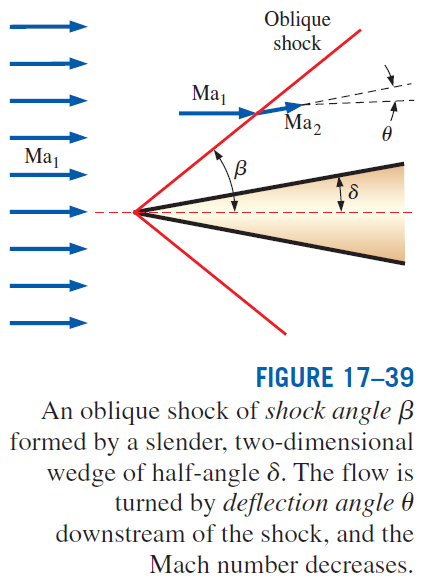 Oblique
shock
Ma₁
Ma₂
θ
Ma₁
β
δ
FIGURE 17–39
An oblique shock of shock angle β
formed by a slender, two-dimensional
wedge of half-angle δ. The flow is
turned by deflection angle θ
downstream of the shock, and the
Mach number decreases.